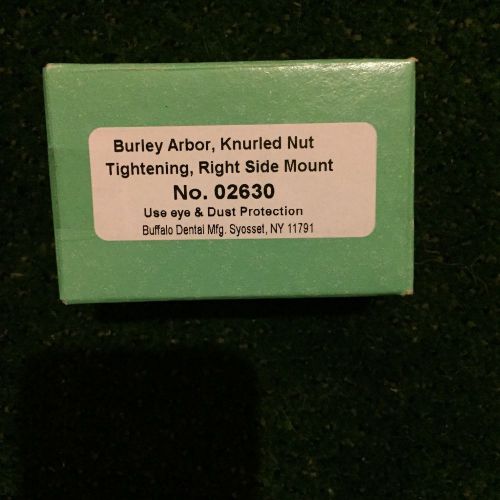 Burley Arbor, Knurled Nut
Tightening, Right Side Mount
No. 02630
Use eye & Dust Protection
Buffalo Dental Mfg. Syosset, NY 11791